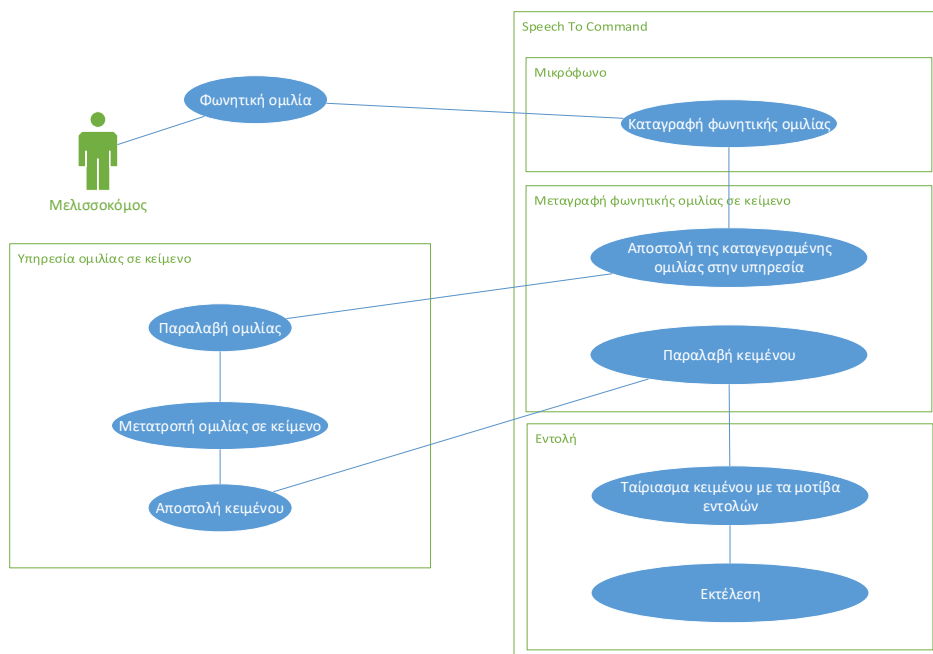 Speech To Command
Μικρόφωνο
Φωνητική ομιλία
Καταγραφή φωνητικής ομιλίας
Μελισσοκόμος
Μεταγραφή φωνητικής ομιλίας σε κείμενο
Αποστολή της καταγεγραμένης
ομιλίας στην υπηρεσία
Υπηρεσία ομιλίας σε κείμενο
Παραλαβή ομιλίας
Παραλαβή κειμένου
Μετατροπή ομιλίας σε κείμενο
Εντολή
Αποστολή κειμένου
Ταίριασμα κειμένου με τα μοτίβα
εντολών
Εκτέλεση